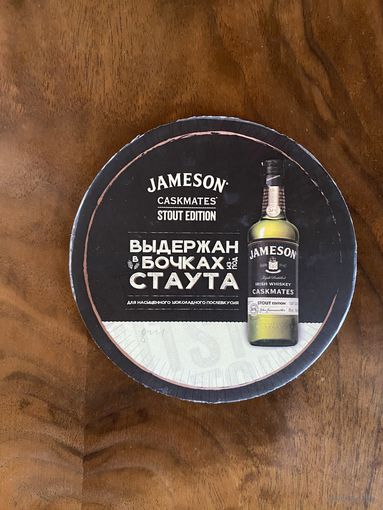 JAMESON
CASKMATES
STOUT EDITION
ВЫДЕРЖАН
В БОЧКАХ ИЗ-ПОД
СТАУТА
ДЛЯ НАСЫЩЕННОГО ШОКОЛАДНОГО ПОСЛЕВКУСИЯ
JAMESON
IRISH WHISKEY
CASKMATES
STOUT EDITION